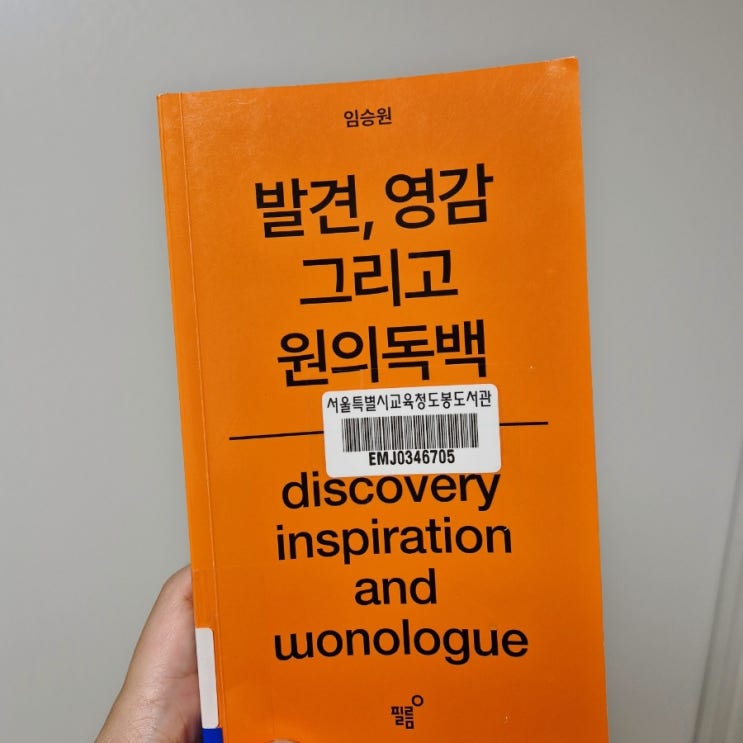 임승원
발견, 영감
그리고
원의독백
서울특별시교육청도봉도서관
EMJ0346705
discovery
inspiration
and
wonologue
필름